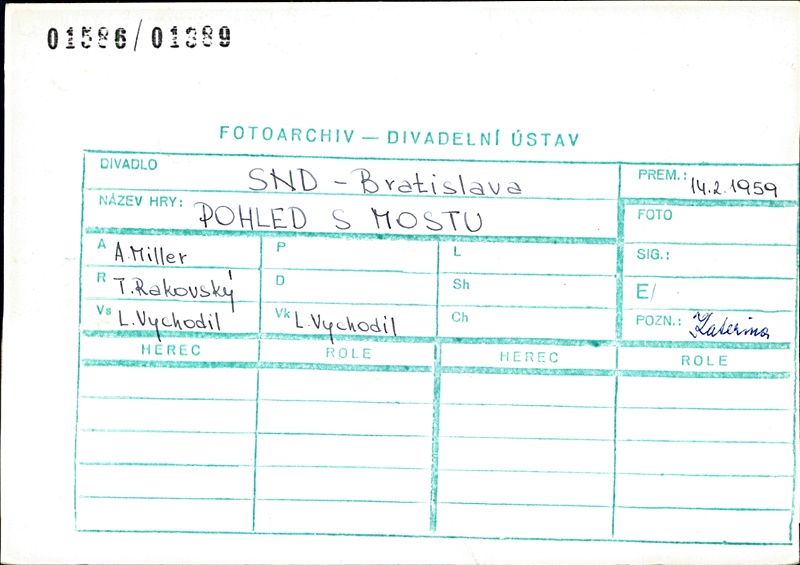 01586/01389
FOTOARCHIV — DIVADELNÍ ÚSTAV
DIVADLO SND - Bratislava
PREM.: 14.2.1959
NÁZEV HRY: POHLED S MOSTU
FOTO
A A.Miller P L
SIG.:
R T.Rakovský D Sh
E/
Vs L.Vychodil Vk L.Vychodil Ch
POZN.:
HEREC ROLE HEREC ROLE